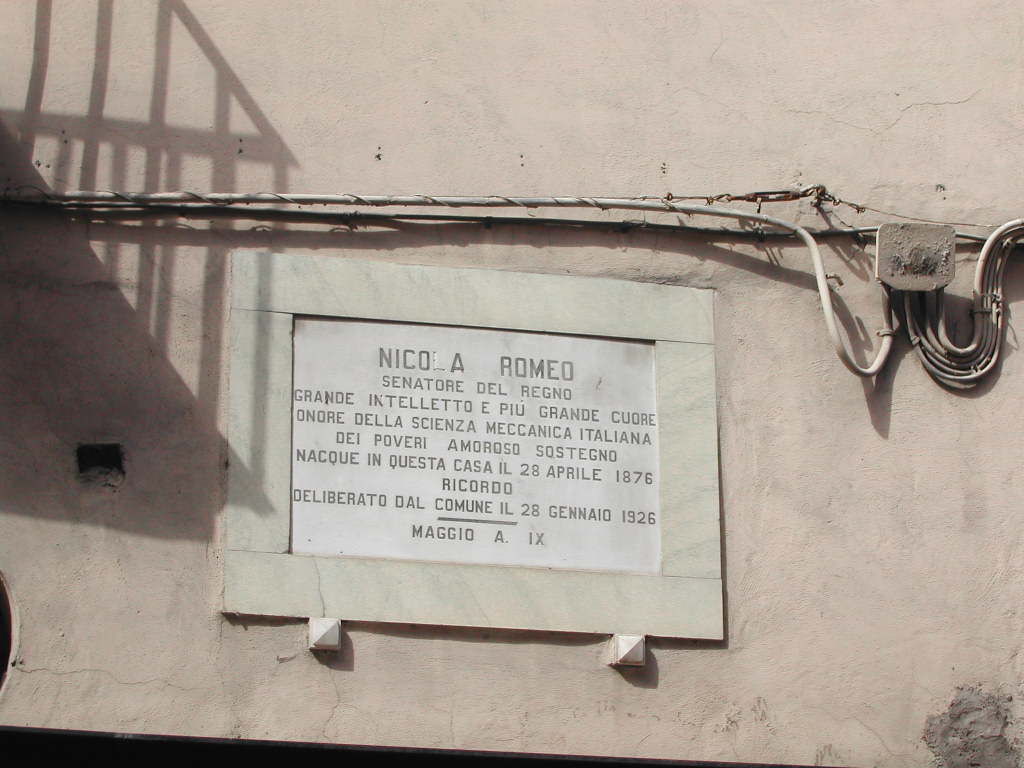 NICOLA ROMEO
SENATORE DEL REGNO
GRANDE INTELLETTO E PIÙ GRANDE CUORE
ONORE DELLA SCIENZA MECCANICA ITALIANA
DEI POVERI AMOROSO SOSTEGNO
NACQUE IN QUESTA CASA IL 28 APRILE 1876
RICORDO
DELIBERATO DAL COMUNE IL 28 GENNAIO 1926
MAGGIO A. IX